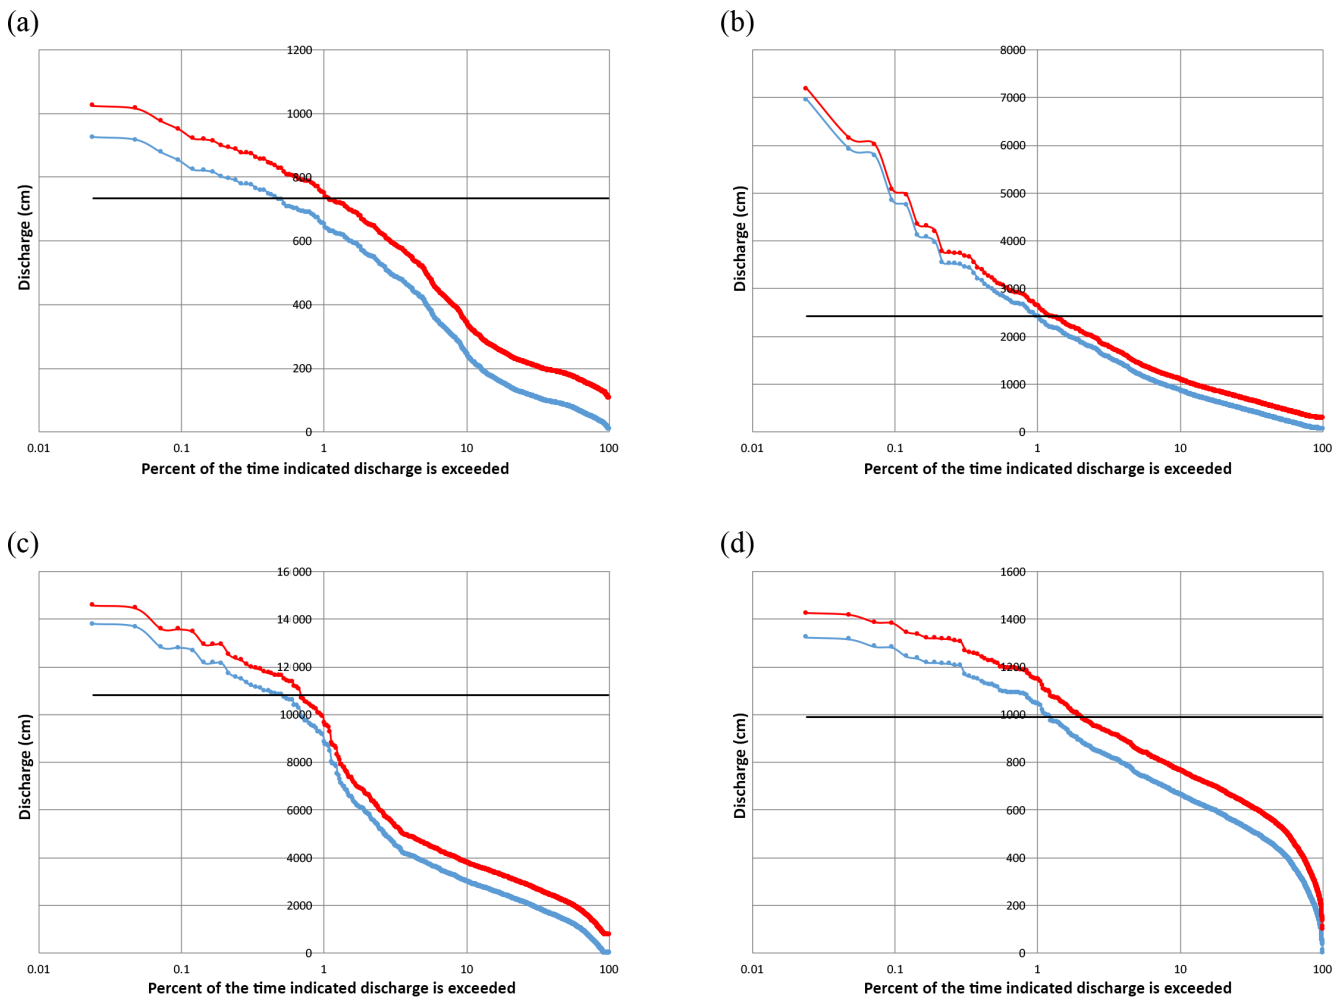 (a)
1200
1000
800
600
400
200
0
Discharge (cm)
0.01 0.1 1 10 100
Percent of the time indicated discharge is exceeded
(b)
8000
7000
6000
5000
4000
3000
2000
1000
0
Discharge (cm)
0.01 0.1 1 10 100
Percent of the time indicated discharge is exceeded
(c)
16 000
14 000
12 000
10000
8000
6000
4000
2000
0
Discharge (cm)
0.01 0.1 1 10 100
Percent of the time indicated discharge is exceeded
(d)
1600
1400
1200
1000
800
600
400
200
0
Discharge (cm)
0.01 0.1 1 10 100
Percent of the time indicated discharge is exceeded